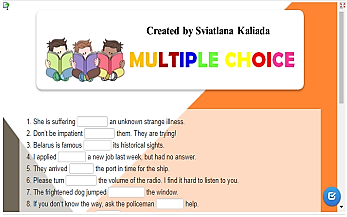 Created by Sviatlana Kaliada
MULTIPLE CHOICE
1. She is suffering an unknown strange illness.
2. Don't be impatient them. They are trying!
3. Belarus is famous its historical sights.
4. I applied a new job last week, but had no answer.
5. They arrived the port in time for the ship.
6. Please turn the volume of the radio. I find it hard to listen to you.
7. The frightened dog jumped the window.
8. If you don't know the way, ask the policeman help.